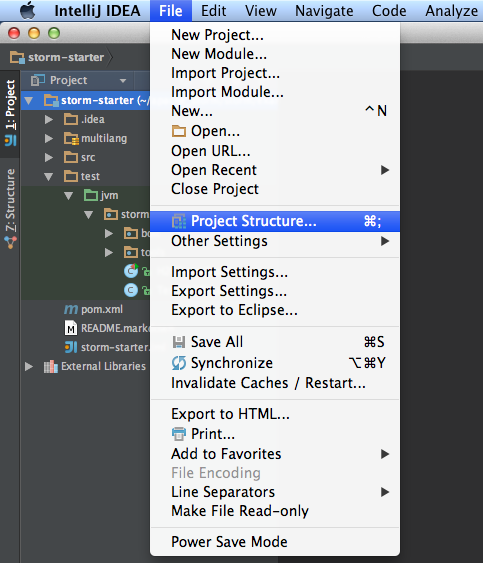 IntelliJ IDEA File Edit View Navigate Code Analyze
storm-starter
1: Project
Z: Structure
Project
storm-starter (~/
.idea
multilang
src
test
jvm
storm
bo
to
pom.xml
README.mark
storm-starter.
External Libraries
New Project...
New Module...
Import Project...
Import Module...
New... ^N
Open...
Open URL...
Open Recent
Close Project
Project Structure... ⌘;
Other Settings
Import Settings...
Export Settings...
Export to Eclipse...
Save All ⌘S
Synchronize ⌥⌘Y
Invalidate Caches / Restart...
Export to HTML...
Print...
Add to Favorites
File Encoding
Line Separators
Make File Read-only
Power Save Mode